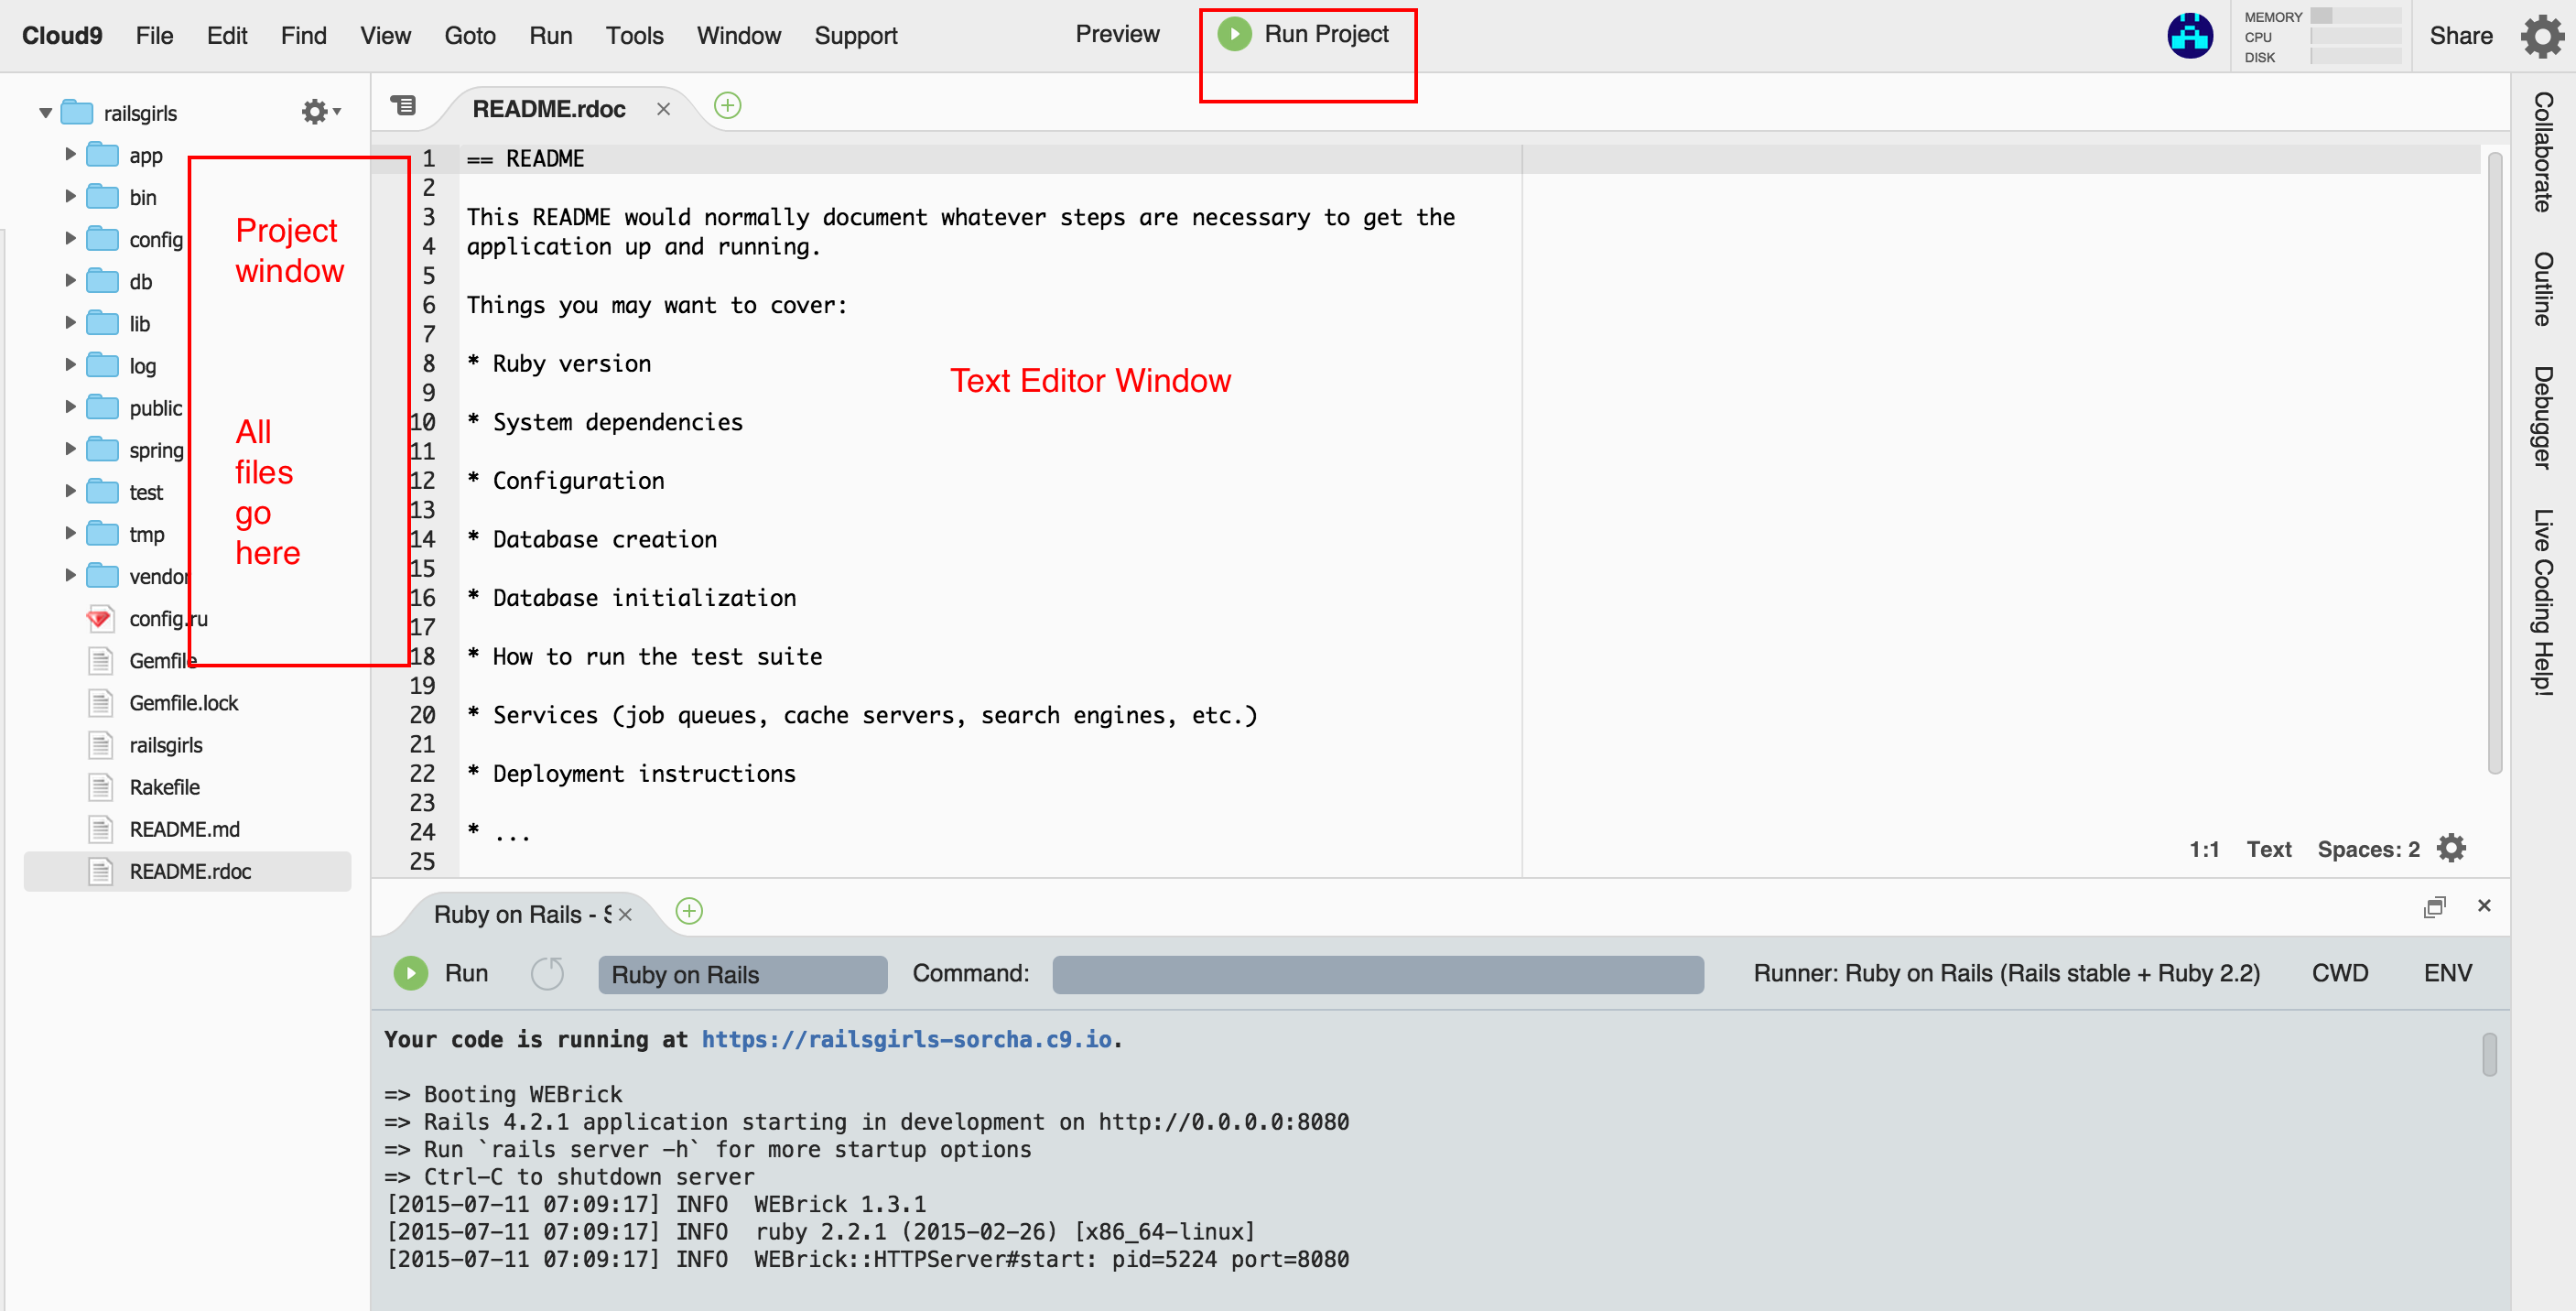 Cloud9 File Edit Find View Goto Run Tools Window Support Preview Run Project MEMORY CPU DISK Share
railsgirls
app
bin
config
db
lib
log
public
spring
test
tmp
vendor
config.ru
Gemfile
Gemfile.lock
railsgirls
Rakefile
README.md
README.rdoc
Project
window
All
files
go
here
README.rdoc
1 == README
2
3 This README would normally document whatever steps are necessary to get the
4 application up and running.
5
6 Things you may want to cover:
7
8 * Ruby version
9
10 * System dependencies
11
12 * Configuration
13
14 * Database creation
15
16 * Database initialization
17
18 * How to run the test suite
19
20 * Services (job queues, cache servers, search engines, etc.)
21
22 * Deployment instructions
23
24 * ...
25
Text Editor Window
1:1 Text Spaces: 2
Collaborate
Outline
Debugger
Live Coding Help!
Ruby on Rails - S
Run Ruby on Rails Command: Runner: Ruby on Rails (Rails stable + Ruby 2.2) CWD ENV
Your code is running at https://railsgirls-sorcha.c9.io.
=> Booting WEBrick
=> Rails 4.2.1 application starting in development on http://0.0.0.0:8080
=> Run `rails server -h` for more startup options
=> Ctrl-C to shutdown server
[2015-07-11 07:09:17] INFO  WEBrick 1.3.1
[2015-07-11 07:09:17] INFO  ruby 2.2.1 (2015-02-26) [x86_64-linux]
[2015-07-11 07:09:17] INFO  WEBrick::HTTPServer#start: pid=5224 port=8080